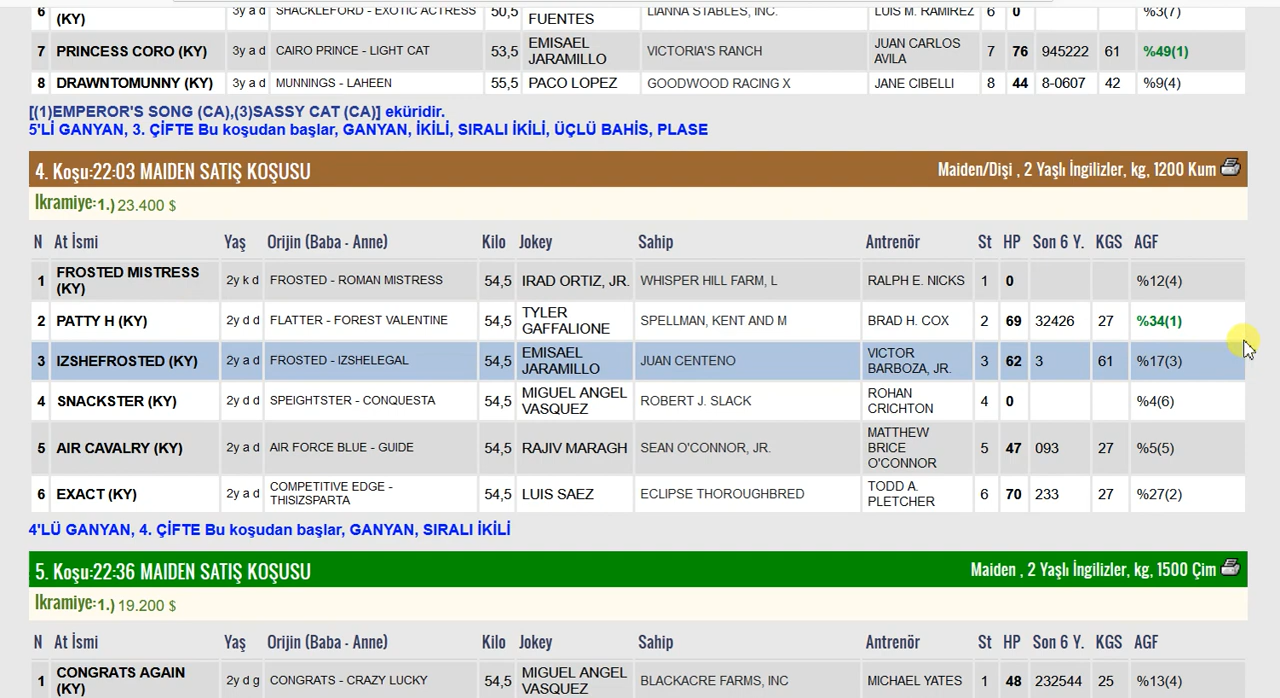 6 (KY) 3y a d SHACKLEFORD - EXOTIC ACTRESS 50,5 FUENTES LIANNA STABLES, INC. LUIS M. RAMIREZ 6 0 %3(7)
7 PRINCESS CORO (KY) 3y a d CAIRO PRINCE - LIGHT CAT 53,5 EMISAEL JARAMILLO VICTORIA'S RANCH JUAN CARLOS AVILA 7 76 945222 61 %49(1)
8 DRAWNTOMUNNY (KY) 3y a d MUNNINGS - LAHEEN 55,5 PACO LOPEZ GOODWOOD RACING X JANE CIBELLI 8 44 8-0607 42 %9(4)
[(1)EMPEROR'S SONG (CA),(3)SASSY CAT (CA)] eküridir.
5'Lİ GANYAN, 3. ÇİFTE Bu koşudan başlar, GANYAN, İKİLİ, SIRALI İKİLİ, ÜÇLÜ BAHİS, PLASE
4. Koşu:22:03 MAIDEN SATIŞ KOŞUSU Maiden/Dişi , 2 Yaşlı İngilizler, kg, 1200 Kum
Ikramiye:1.) 23.400 $
N At İsmi Yaş Orijin (Baba - Anne) Kilo Jokey Sahip Antrenör St HP Son 6 Y. KGS AGF
1 FROSTED MISTRESS (KY) 2y k d FROSTED - ROMAN MISTRESS 54,5 IRAD ORTIZ, JR. WHISPER HILL FARM, L RALPH E. NICKS 1 0 %12(4)
2 PATTY H (KY) 2y d d FLATTER - FOREST VALENTINE 54,5 TYLER GAFFALIONE SPELLMAN, KENT AND M BRAD H. COX 2 69 32426 27 %34(1)
3 IZSHEFROSTED (KY) 2y a d FROSTED - IZSHELEGAL 54,5 EMISAEL JARAMILLO JUAN CENTENO VICTOR BARBOZA, JR. 3 62 3 61 %17(3)
4 SNACKSTER (KY) 2y d d SPEIGHTSTER - CONQUESTA 54,5 MIGUEL ANGEL VASQUEZ ROBERT J. SLACK ROHAN CRICHTON 4 0 %4(6)
5 AIR CAVALRY (KY) 2y a d AIR FORCE BLUE - GUIDE 54,5 RAJIV MARAGH SEAN O'CONNOR, JR. MATTHEW BRICE O'CONNOR 5 47 093 27 %5(5)
6 EXACT (KY) 2y a d COMPETITIVE EDGE - THISIZSPARTA 54,5 LUIS SAEZ ECLIPSE THOROUGHBRED TODD A. PLETCHER 6 70 233 27 %27(2)
4'LÜ GANYAN, 4. ÇİFTE Bu koşudan başlar, GANYAN, SIRALI İKİLİ
5. Koşu:22:36 MAIDEN SATIŞ KOŞUSU Maiden , 2 Yaşlı İngilizler, kg, 1500 Çim
Ikramiye:1.) 19.200 $
N At İsmi Yaş Orijin (Baba - Anne) Kilo Jokey Sahip Antrenör St HP Son 6 Y. KGS AGF
1 CONGRATS AGAIN (KY) 2y d g CONGRATS - CRAZY LUCKY 54,5 MIGUEL ANGEL VASQUEZ BLACKACRE FARMS, INC MICHAEL YATES 1 48 232544 25 %13(4)